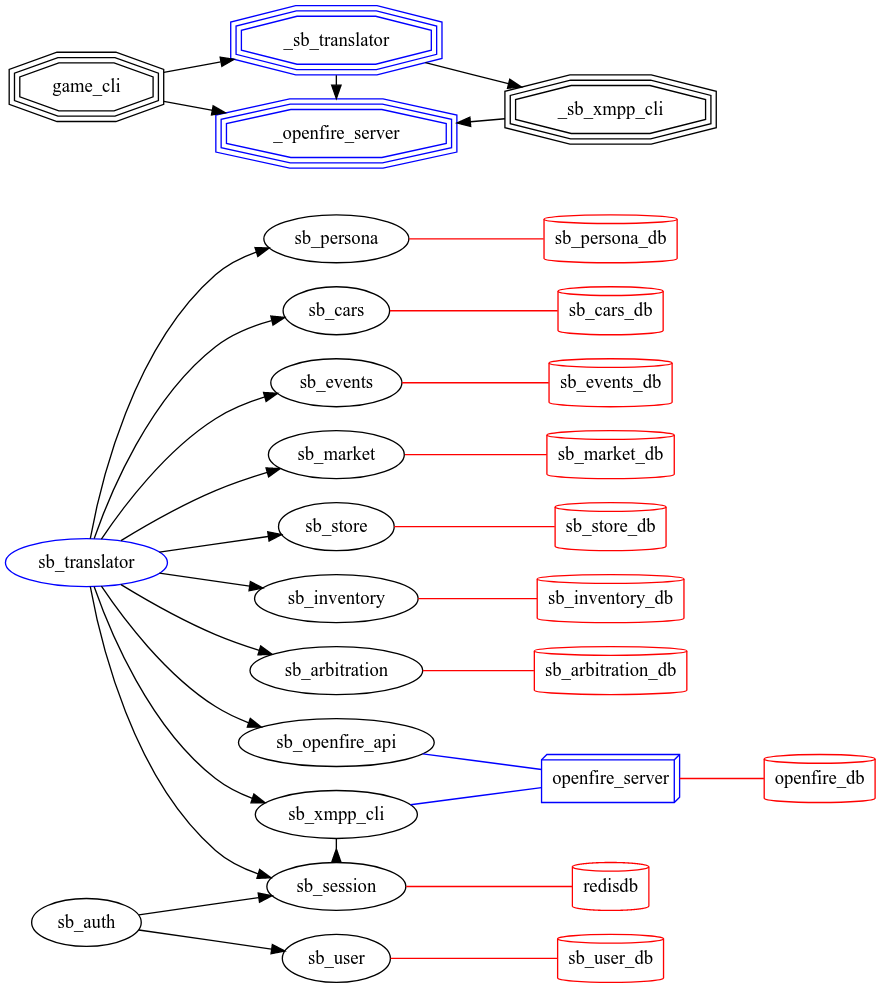 _sb_translator
game_cli
_sb_xmpp_cli
_openfire_server
sb_persona
sb_persona_db
sb_cars
sb_cars_db
sb_events
sb_events_db
sb_market
sb_market_db
sb_store
sb_store_db
sb_translator
sb_inventory
sb_inventory_db
sb_arbitration
sb_arbitration_db
sb_openfire_api
openfire_server
openfire_db
sb_xmpp_cli
sb_session
redisdb
sb_auth
sb_user
sb_user_db